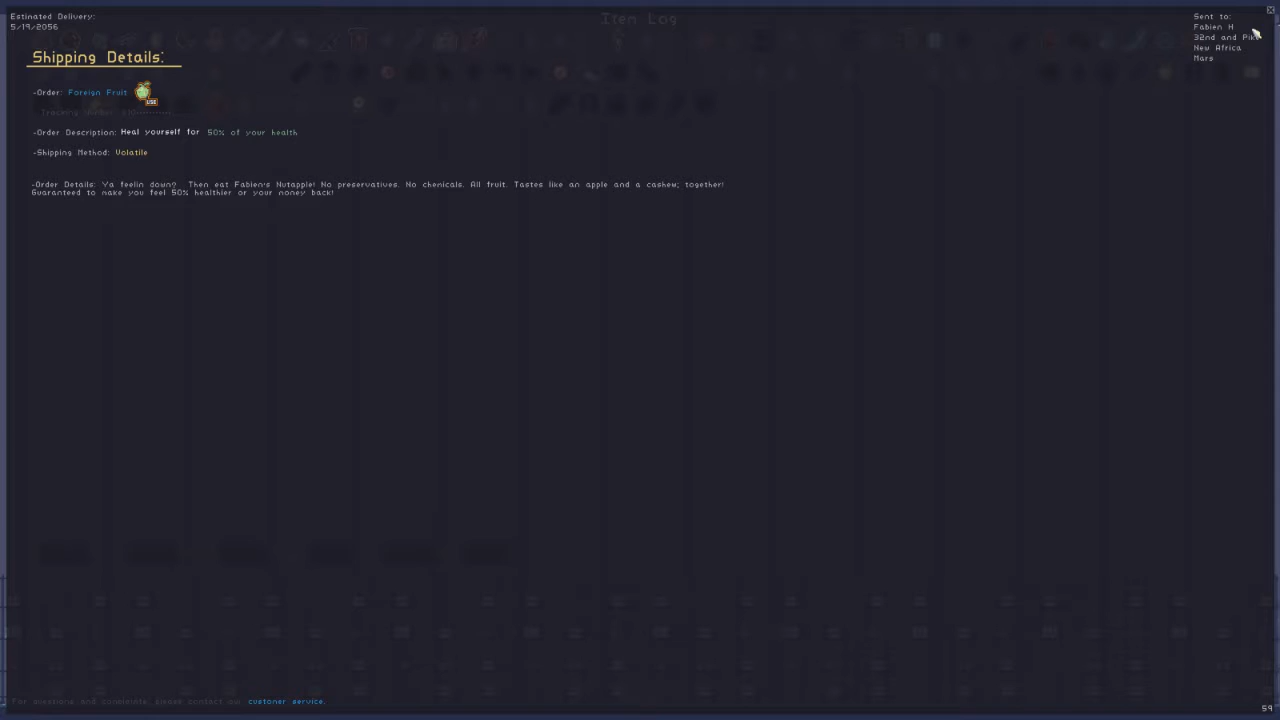 Item Log
Estimated Delivery:
5/19/2056
Sent to:
Fabien H
32nd and Pike
New Africa
Mars
Shipping Details:
-Order: Foreign Fruit
USE
Tracking Number:
-Order Description: Heal yourself for 50% of your health
-Shipping Method: Volatile
-Order Details: Ya feelin down? Then eat Fabien's Nutapple! No preservatives. No chemicals. All fruit. Tastes like an apple and a cashew; together!
Guaranteed to make you feel 50% healthier or your money back!
For questions and complaints, please contact our customer service.
59